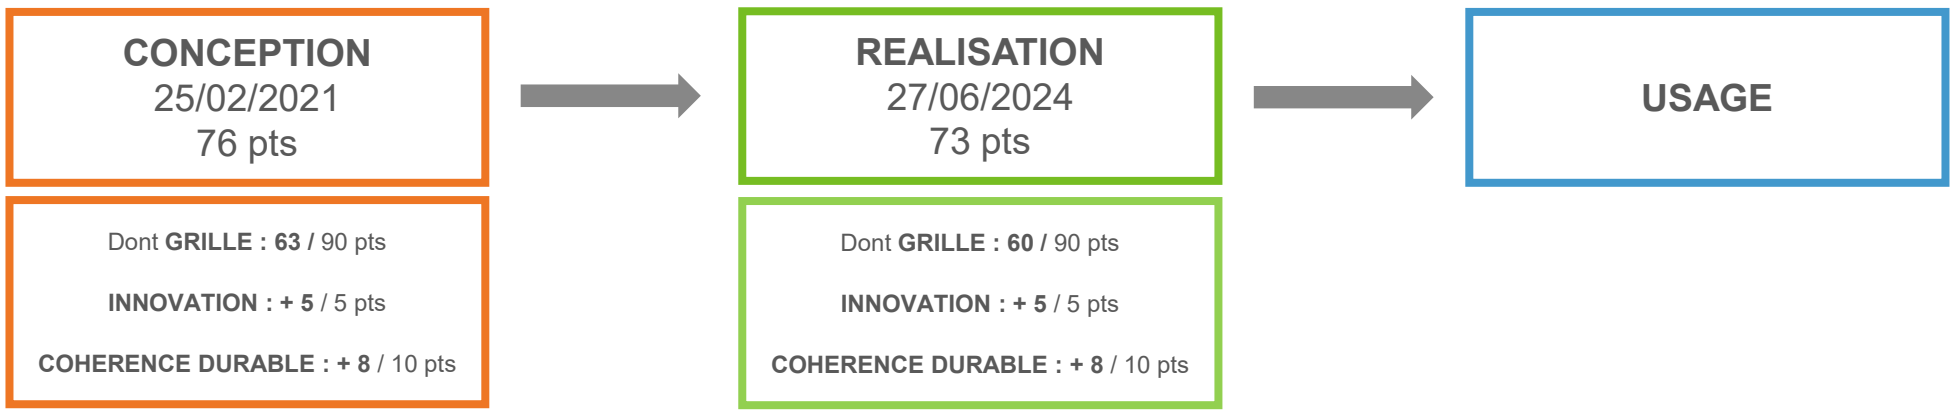 CONCEPTION
25/02/2021
76 pts
Dont GRILLE : 63 / 90 pts
INNOVATION : + 5 / 5 pts
COHERENCE DURABLE : + 8 / 10 pts
REALISATION
27/06/2024
73 pts
Dont GRILLE : 60 / 90 pts
INNOVATION : + 5 / 5 pts
COHERENCE DURABLE : + 8 / 10 pts
USAGE